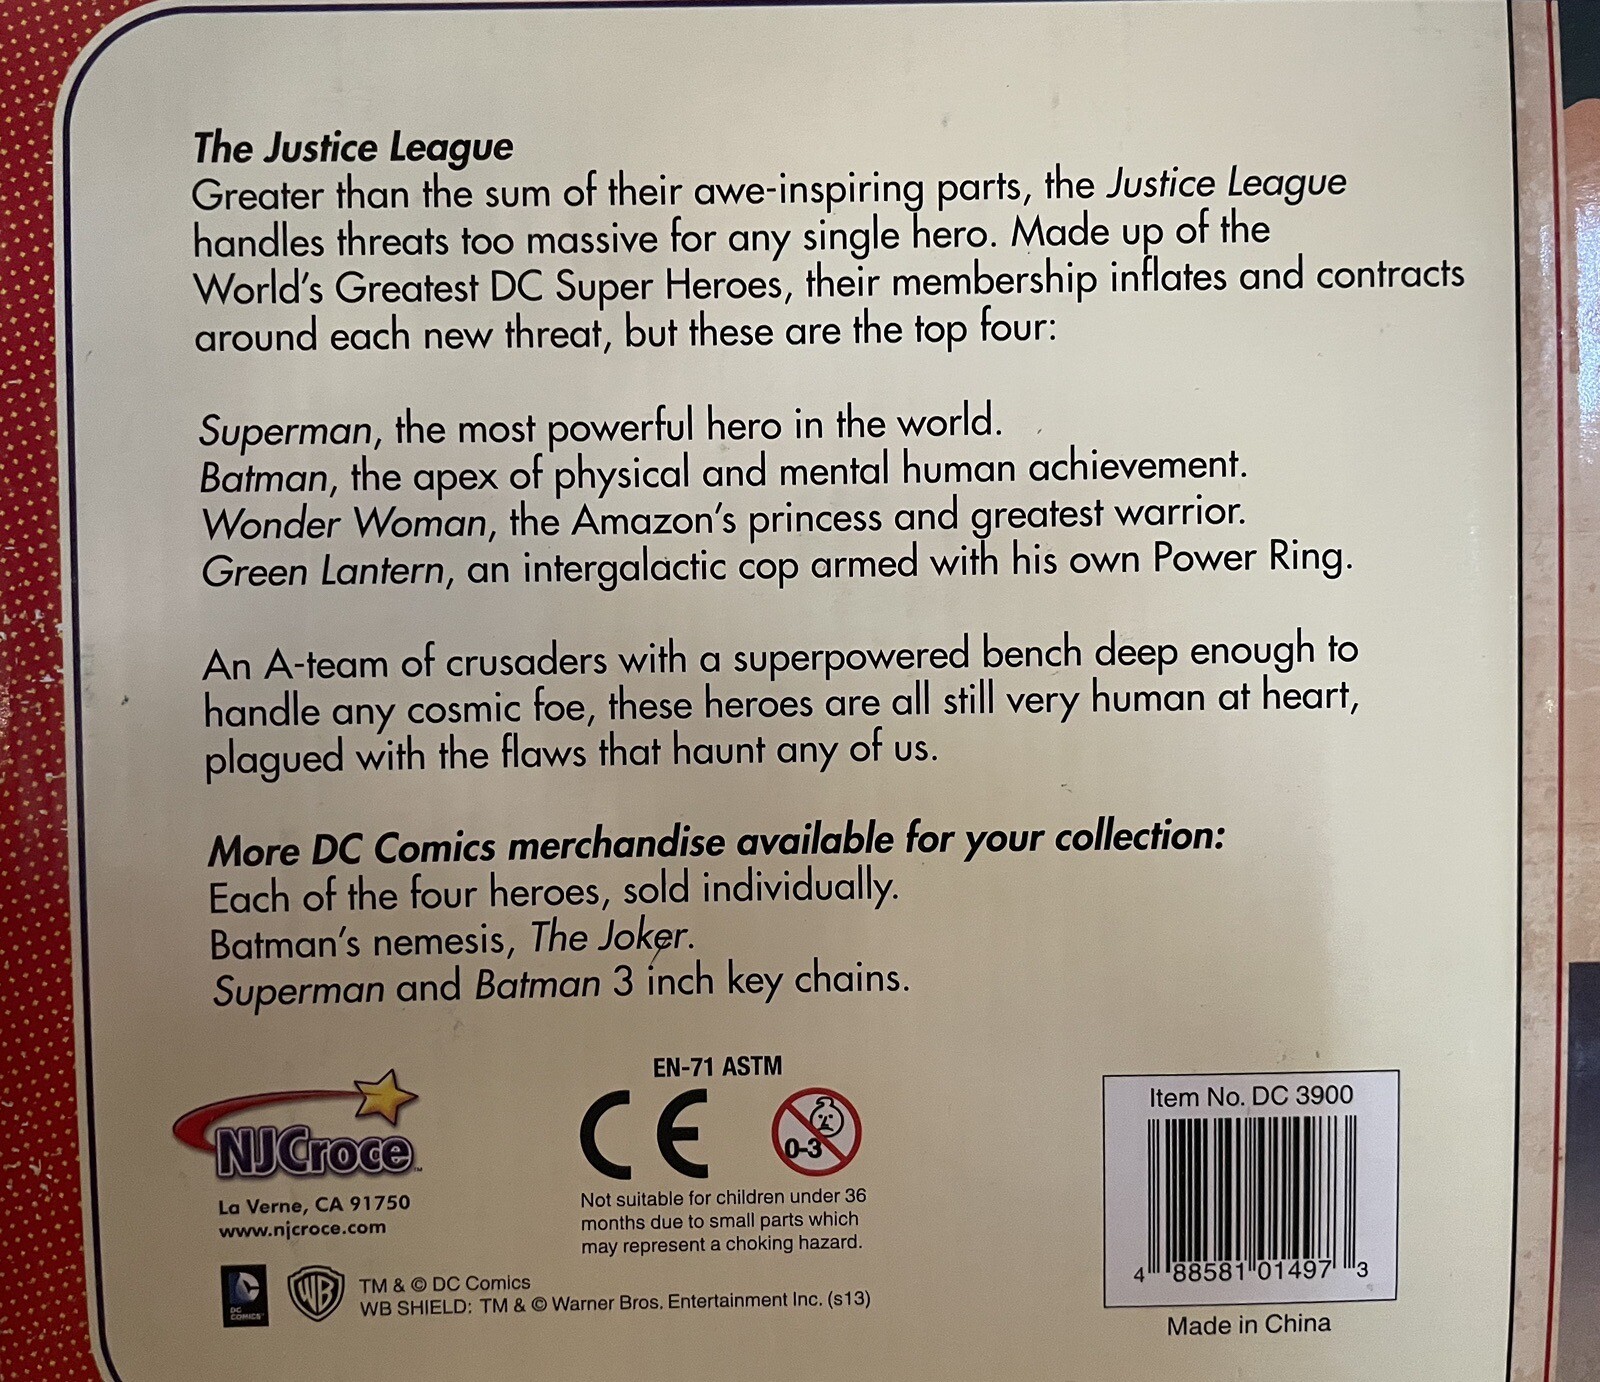 The Justice League
Greater than the sum of their awe-inspiring parts, the Justice League
handles threats too massive for any single hero. Made up of the
World's Greatest DC Super Heroes, their membership inflates and contracts
around each new threat, but these are the top four:
Superman, the most powerful hero in the world.
Batman, the apex of physical and mental human achievement.
Wonder Woman, the Amazon's princess and greatest warrior.
Green Lantern, an intergalactic cop armed with his own Power Ring.
An A-team of crusaders with a superpowered bench deep enough to
handle any cosmic foe, these heroes are all still very human at heart,
plagued with the flaws that haunt any of us.
More DC Comics merchandise available for your collection:
Each of the four heroes, sold individually.
Batman's nemesis, The Joker.
Superman and Batman 3 inch key chains.
NJCroce™
La Verne, CA 91750
www.njcroce.com
EN-71 ASTM
CE
0-3
Not suitable for children under 36
months due to small parts which
may represent a choking hazard.
DC
COMICS™
WB
TM & © DC Comics
WB SHIELD: TM & © Warner Bros. Entertainment Inc. (s13)
Item No. DC 3900
4 88581 01497 3
Made in China